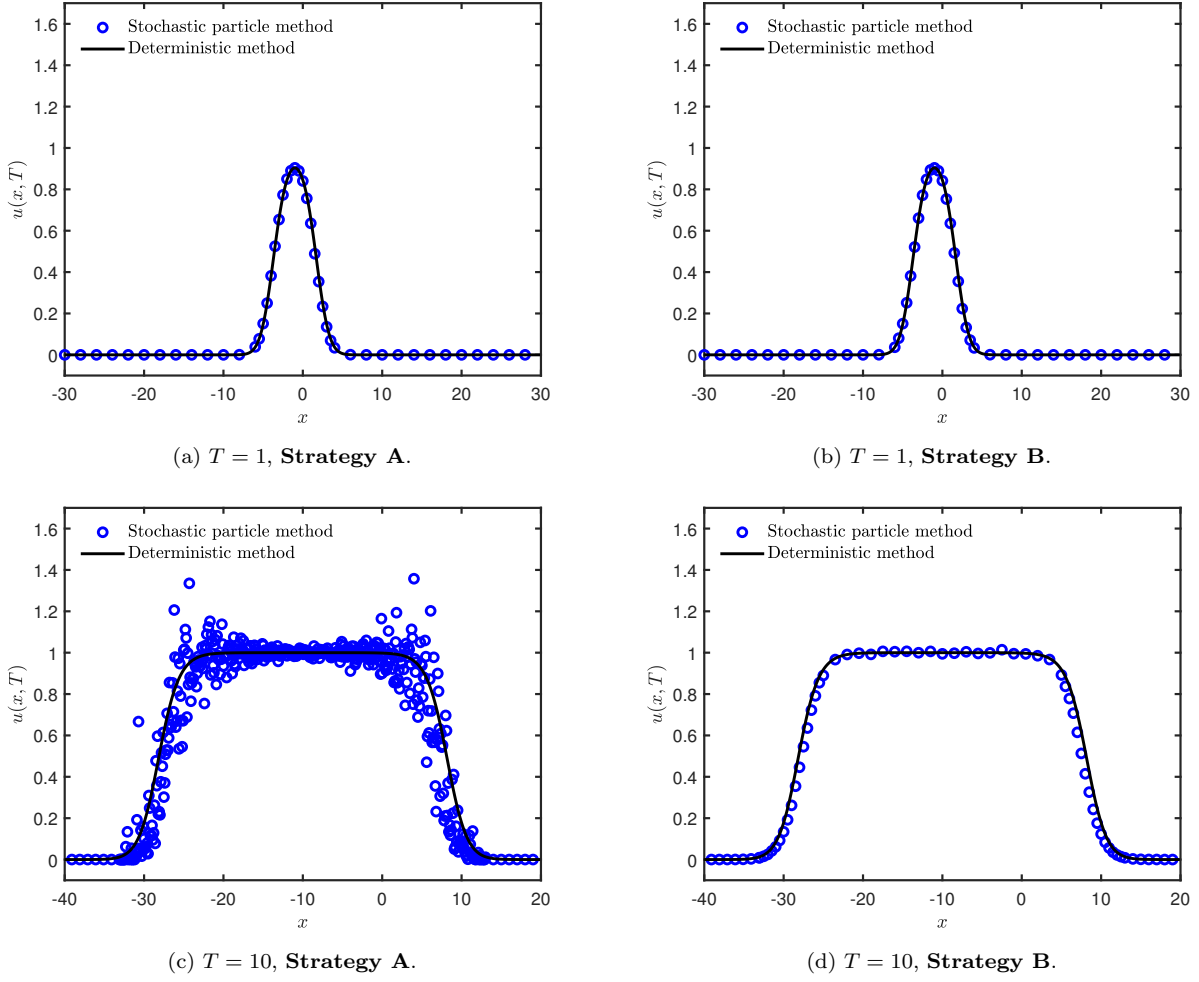 Stochastic particle method
Deterministic method
1.6
1.4
1.2
1
0.8
0.6
0.4
0.2
0
u(x, T)
-30 -20 -10 0 10 20 30
x
(a) T = 1, Strategy A.
Stochastic particle method
Deterministic method
1.6
1.4
1.2
1
0.8
0.6
0.4
0.2
0
u(x, T)
-30 -20 -10 0 10 20 30
x
(b) T = 1, Strategy B.
Stochastic particle method
Deterministic method
1.6
1.4
1.2
1
0.8
0.6
0.4
0.2
0
u(x, T)
-40 -30 -20 -10 0 10 20
x
(c) T = 10, Strategy A.
Stochastic particle method
Deterministic method
1.6
1.4
1.2
1
0.8
0.6
0.4
0.2
0
u(x, T)
-40 -30 -20 -10 0 10 20
x
(d) T = 10, Strategy B.